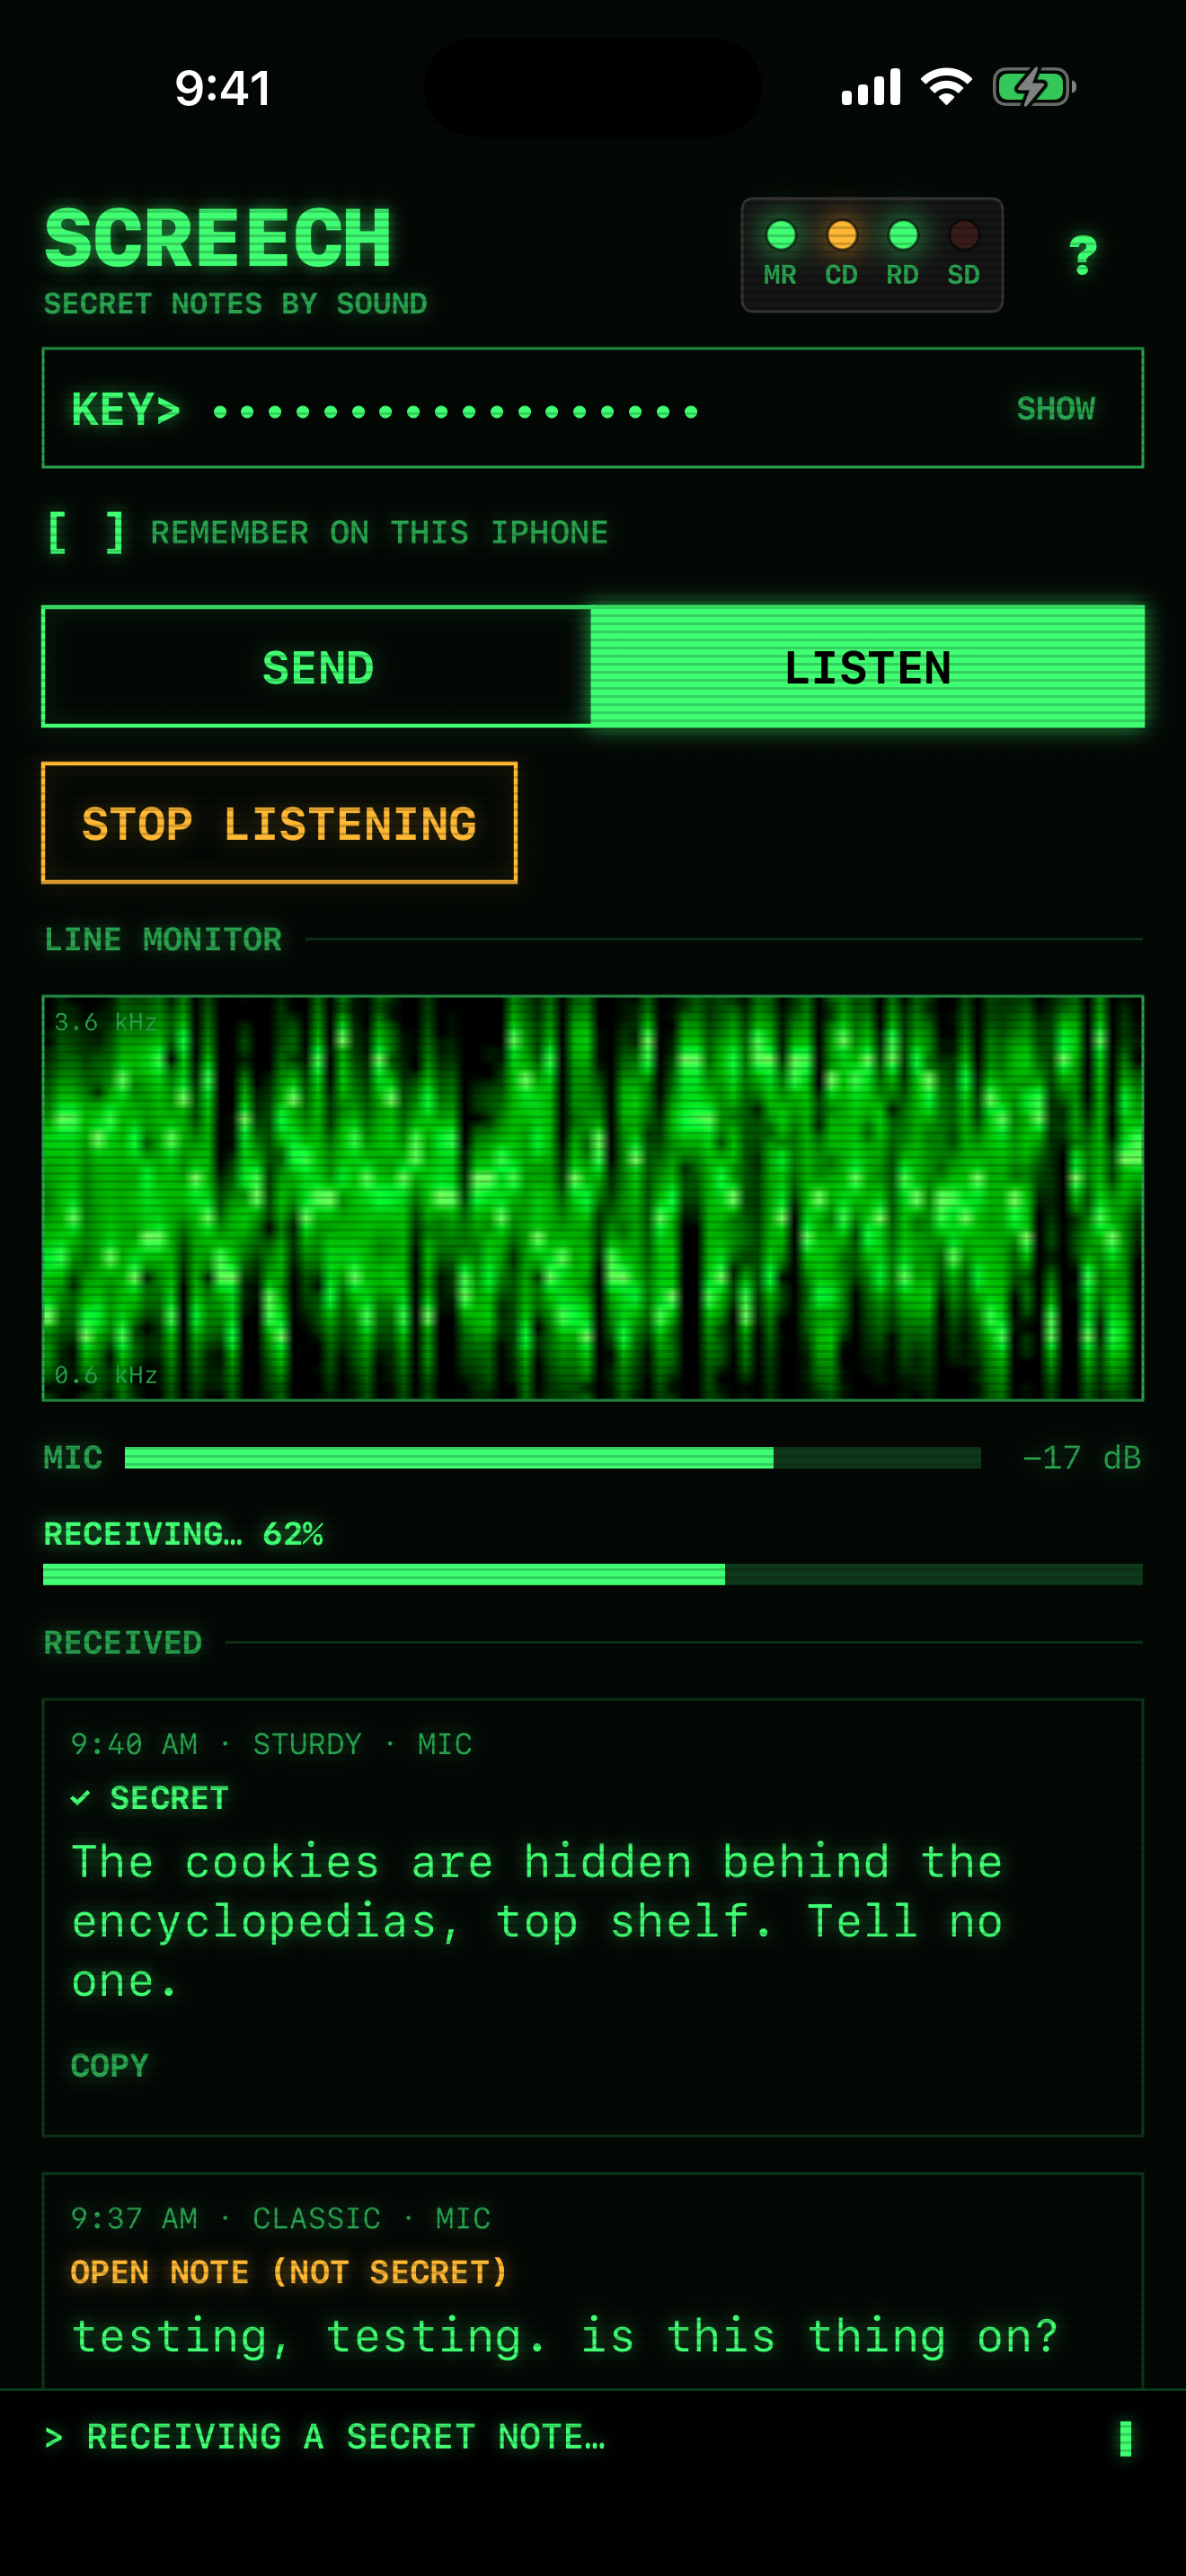 9:41
SCREECH
SECRET NOTES BY SOUND
MR CD RD SD
?
KEY> ••••••••••••••••••
SHOW
[ ] REMEMBER ON THIS IPHONE
SEND
LISTEN
STOP LISTENING
LINE MONITOR
3.6 kHz
0.6 kHz
MIC
−17 dB
RECEIVING… 62%
RECEIVED
9:40 AM · STURDY · MIC
✓ SECRET
The cookies are hidden behind the
encyclopedias, top shelf. Tell no
one.
COPY
9:37 AM · CLASSIC · MIC
OPEN NOTE (NOT SECRET)
testing, testing. is this thing on?
> RECEIVING A SECRET NOTE…